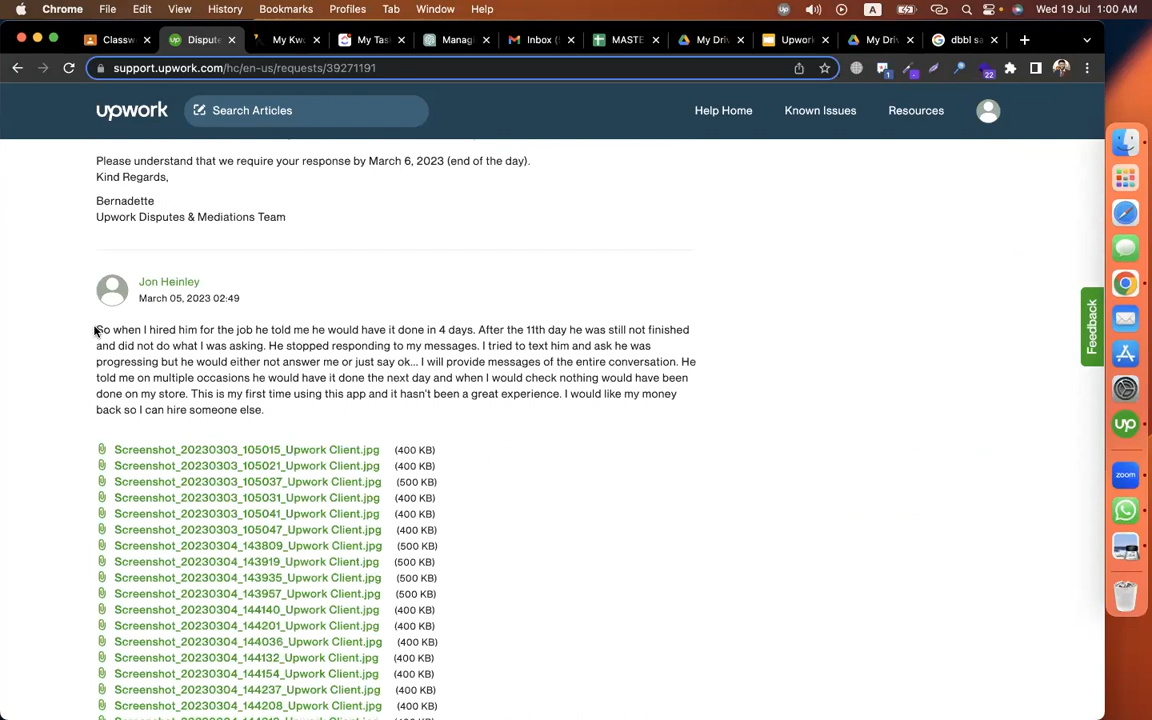 Chrome File Edit View History Bookmarks Profiles Tab Window Help
A
Wed 19 Jul 1:00 AM
Classw
Dispute
My Kw
My Ta
Manag
Inbox (
MASTE
My Driv
Upwor
My Dri
dbbl s
support.upwork.com/hc/en-us/requests/39271191
1
22
upwork
Search Articles
Help Home
Known Issues
Resources
Please understand that we require your response by March 6, 2023 (end of the day).
Kind Regards,
Bernadette
Upwork Disputes & Mediations Team
Jon Heinley
March 05, 2023 02:49
So when I hired him for the job he told me he would have it done in 4 days. After the 11th day he was still not finished
and did not do what I was asking. He stopped responding to my messages. I tried to text him and ask he was
progressing but he would either not answer me or just say ok... I will provide messages of the entire conversation. He
told me on multiple occasions he would have it done the next day and when I would check nothing would have been
done on my store. This is my first time using this app and it hasn't been a great experience. I would like my money
back so I can hire someone else.
Screenshot_20230303_105015_Upwork Client.jpg (400 KB)
Screenshot_20230303_105021_Upwork Client.jpg (400 KB)
Screenshot_20230303_105037_Upwork Client.jpg (500 KB)
Screenshot_20230303_105031_Upwork Client.jpg (400 KB)
Screenshot_20230303_105041_Upwork Client.jpg (400 KB)
Screenshot_20230303_105047_Upwork Client.jpg (400 KB)
Screenshot_20230304_143809_Upwork Client.jpg (500 KB)
Screenshot_20230304_143919_Upwork Client.jpg (500 KB)
Screenshot_20230304_143935_Upwork Client.jpg (500 KB)
Screenshot_20230304_143957_Upwork Client.jpg (500 KB)
Screenshot_20230304_144140_Upwork Client.jpg (400 KB)
Screenshot_20230304_144201_Upwork Client.jpg (400 KB)
Screenshot_20230304_144036_Upwork Client.jpg (400 KB)
Screenshot_20230304_144132_Upwork Client.jpg (400 KB)
Screenshot_20230304_144154_Upwork Client.jpg (400 KB)
Screenshot_20230304_144237_Upwork Client.jpg (400 KB)
Screenshot_20230304_144208_Upwork Client.jpg (400 KB)
Feedback
up
zoom